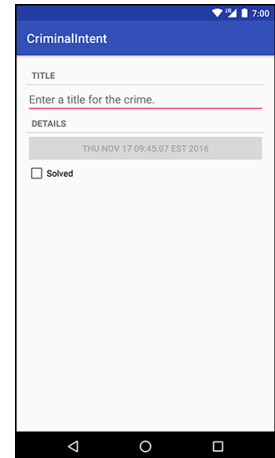 7:00
CriminalIntent
TITLE
Enter a title for the crime.
DETAILS
THU NOV 17 09:45:07 EST 2016
Solved